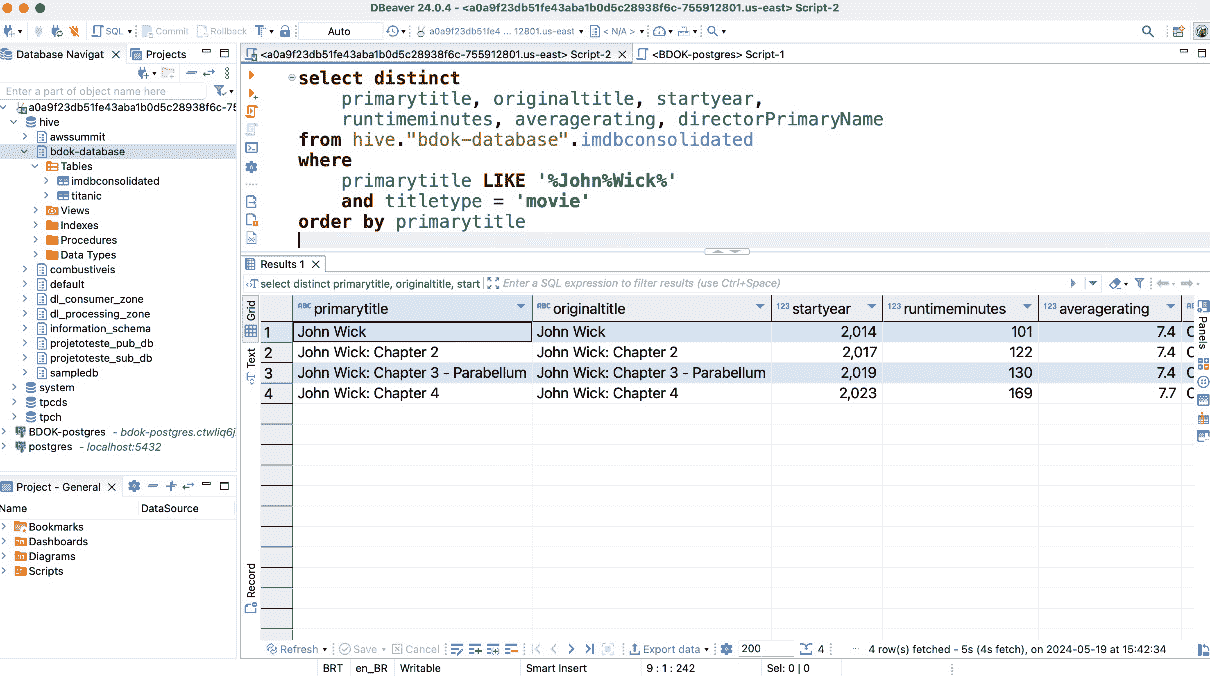 DBeaver 24.0.4 - <a0a9f23db51fe43aba1b0d5c28938f6c-755912801.us-east> Script-2
SQL Commit Rollback T Auto a0a9f23db51fe43aba1b0d5c28938f6c ... 12801.us-east < N/A >
Database Navigat Projects
<a0a9f23db51fe43aba1b0d5c28938f6c-755912801.us-east> Script-2 <BDOK-postgres> Script-1
Enter a part of object name here
a0a9f23db51fe43aba1b0d5c28938f6c-75
hive
awssummit
bdok-database
Tables
imdbconsolidated
titanic
Views
Indexes
Procedures
Data Types
combustiveis
default
dl_consumer_zone
dl_processing_zone
information_schema
projetoteste_pub_db
projetoteste_sub_db
sampledb
system
tpcds
tpch
BDOK-postgres - bdok-postgres.ctwliq6j
postgres - localhost:5432
select distinct
primarytitle, originaltitle, startyear,
runtimeminutes, averagerating, directorPrimaryName
from hive."bdok-database".imdbconsolidated
where
primarytitle LIKE '%John%Wick%'
and titletype = 'movie'
order by primarytitle
Results 1
select distinct primarytitle, originaltitle, start Enter a SQL expression to filter results (use Ctrl+Space)
Grid
Text
Record
Panels
ABC primarytitle ABC originaltitle 123 startyear 123 runtimeminutes 123 averagerating
1 John Wick John Wick 2,014 101 7.4 C
2 John Wick: Chapter 2 John Wick: Chapter 2 2,017 122 7.4 C
3 John Wick: Chapter 3 - Parabellum John Wick: Chapter 3 - Parabellum 2,019 130 7.4 C
4 John Wick: Chapter 4 John Wick: Chapter 4 2,023 169 7.7 C
Project - General
Name DataSource
Bookmarks
Dashboards
Diagrams
Scripts
Refresh Save Cancel Export data 200 4 4 row(s) fetched - 5s (4s fetch), on 2024-05-19 at 15:42:34
BRT en_BR Writable Smart Insert 9 : 1 : 242 Sel: 0 | 0